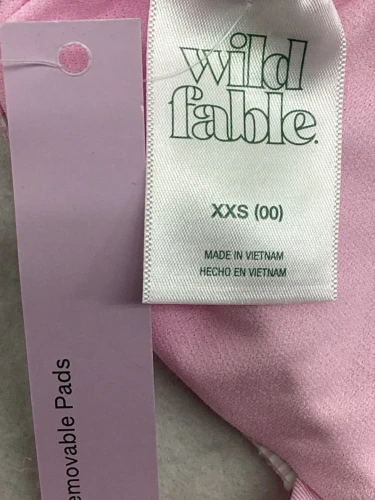 wild
fable.
XXS (00)
MADE IN VIETNAM
HECHO EN VIETNAM
emovable Pads